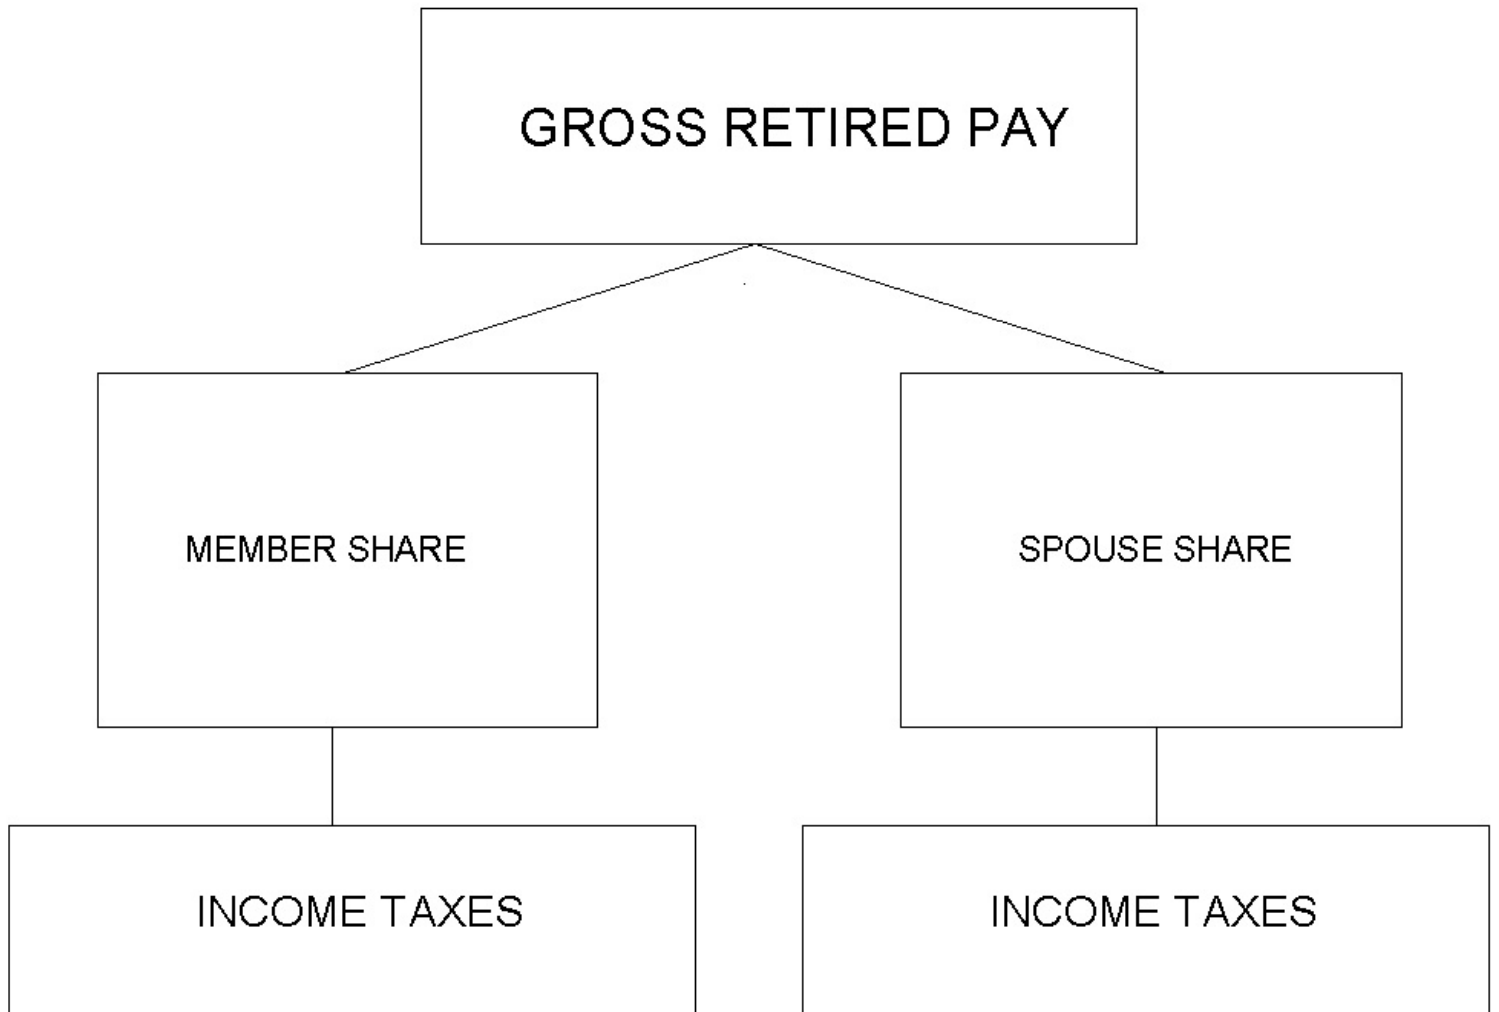 GROSS RETIRED PAY
MEMBER SHARE
SPOUSE SHARE
INCOME TAXES
INCOME TAXES